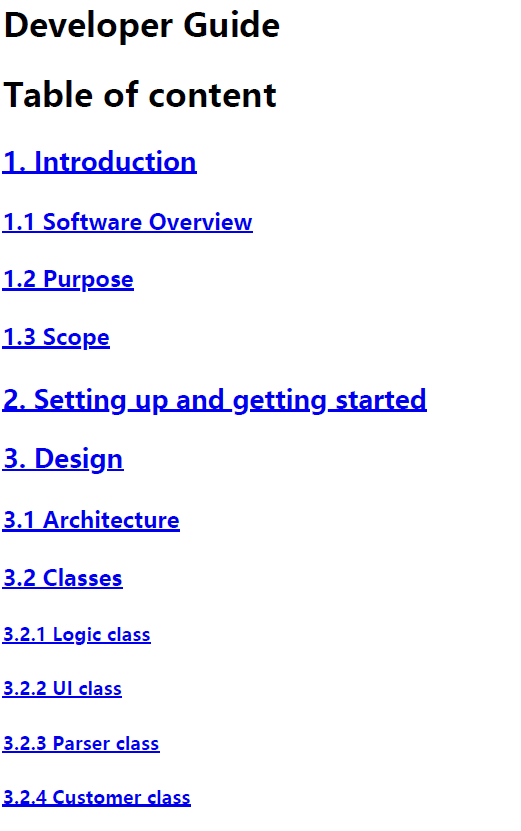 Developer Guide
Table of content
1. Introduction
1.1 Software Overview
1.2 Purpose
1.3 Scope
2. Setting up and getting started
3. Design
3.1 Architecture
3.2 Classes
3.2.1 Logic class
3.2.2 UI class
3.2.3 Parser class
3.2.4 Customer class